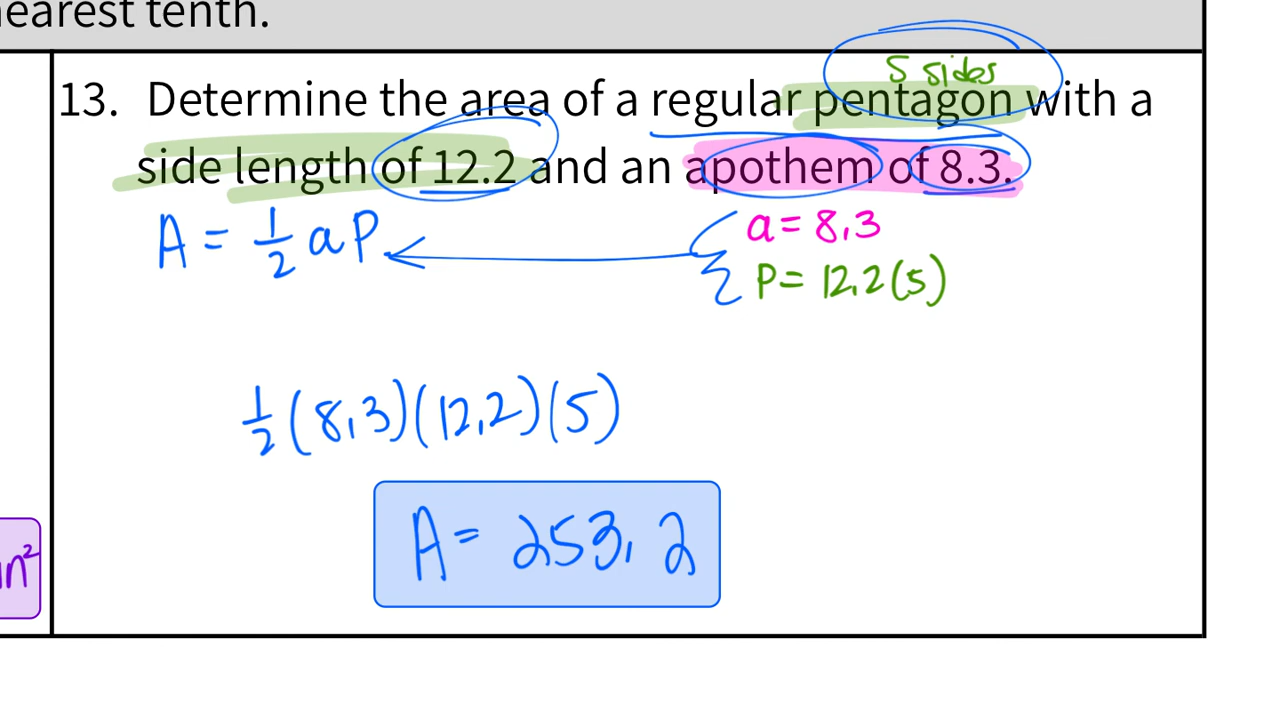 nearest tenth.
5 sides
13. Determine the area of a regular pentagon with a
side length of 12.2 and an apothem of 8.3.
A = 1/2 aP
a = 8.3
P = 12.2(5)
1/2 (8.3)(12.2)(5)
A = 253.2
in²